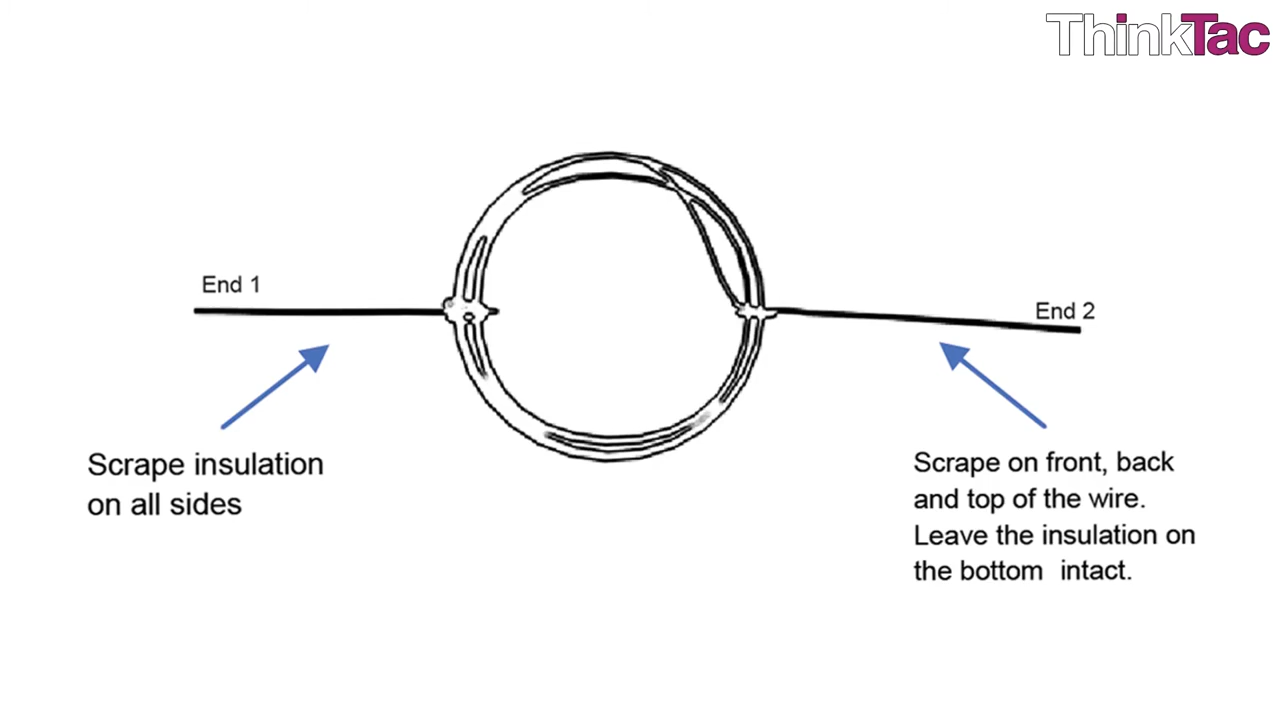 ThinkTac
End 1
End 2
Scrape insulation
on all sides
Scrape on front, back
and top of the wire.
Leave the insulation on
the bottom intact.